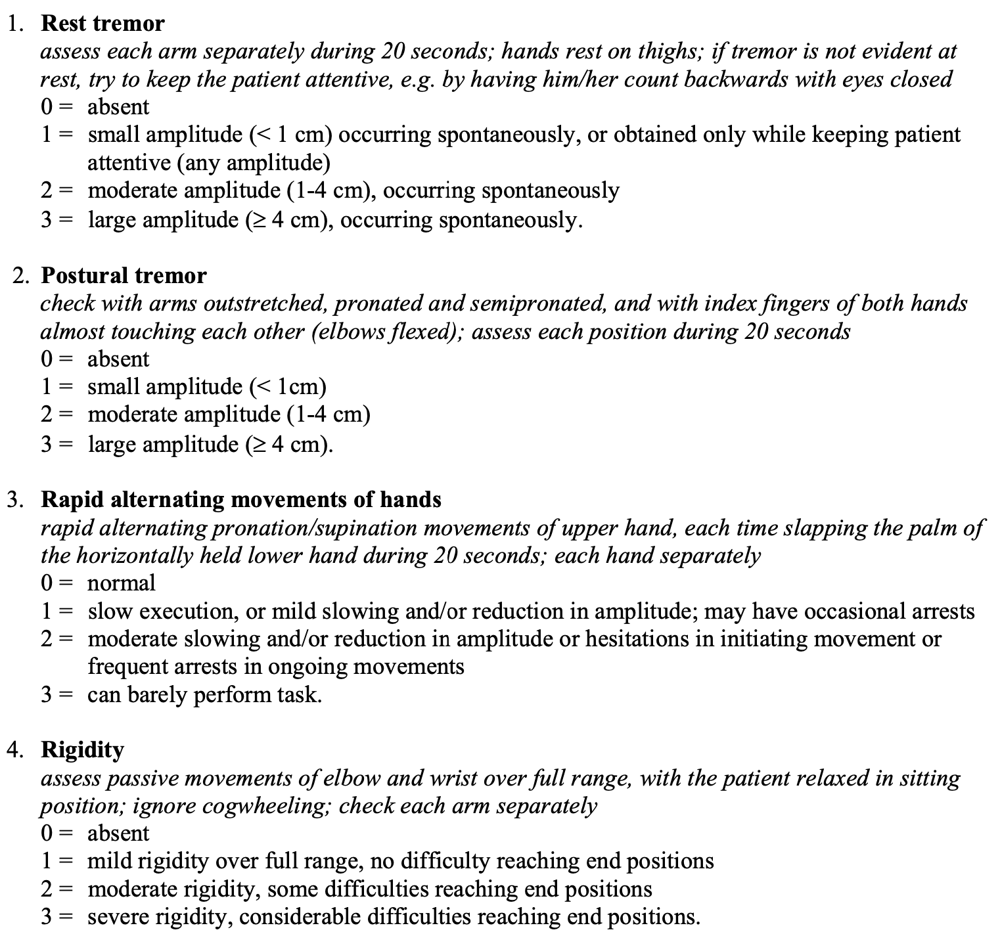 1. Rest tremor
assess each arm separately during 20 seconds; hands rest on thighs; if tremor is not evident at
rest, try to keep the patient attentive, e.g. by having him/her count backwards with eyes closed
0 = absent
1 = small amplitude (< 1 cm) occurring spontaneously, or obtained only while keeping patient
attentive (any amplitude)
2 = moderate amplitude (1-4 cm), occurring spontaneously
3 = large amplitude (≥ 4 cm), occurring spontaneously.
2. Postural tremor
check with arms outstretched, pronated and semipronated, and with index fingers of both hands
almost touching each other (elbows flexed); assess each position during 20 seconds
0 = absent
1 = small amplitude (< 1cm)
2 = moderate amplitude (1-4 cm)
3 = large amplitude (≥ 4 cm).
3. Rapid alternating movements of hands
rapid alternating pronation/supination movements of upper hand, each time slapping the palm of
the horizontally held lower hand during 20 seconds; each hand separately
0 = normal
1 = slow execution, or mild slowing and/or reduction in amplitude; may have occasional arrests
2 = moderate slowing and/or reduction in amplitude or hesitations in initiating movement or
frequent arrests in ongoing movements
3 = can barely perform task.
4. Rigidity
assess passive movements of elbow and wrist over full range, with the patient relaxed in sitting
position; ignore cogwheeling; check each arm separately
0 = absent
1 = mild rigidity over full range, no difficulty reaching end positions
2 = moderate rigidity, some difficulties reaching end positions
3 = severe rigidity, considerable difficulties reaching end positions.